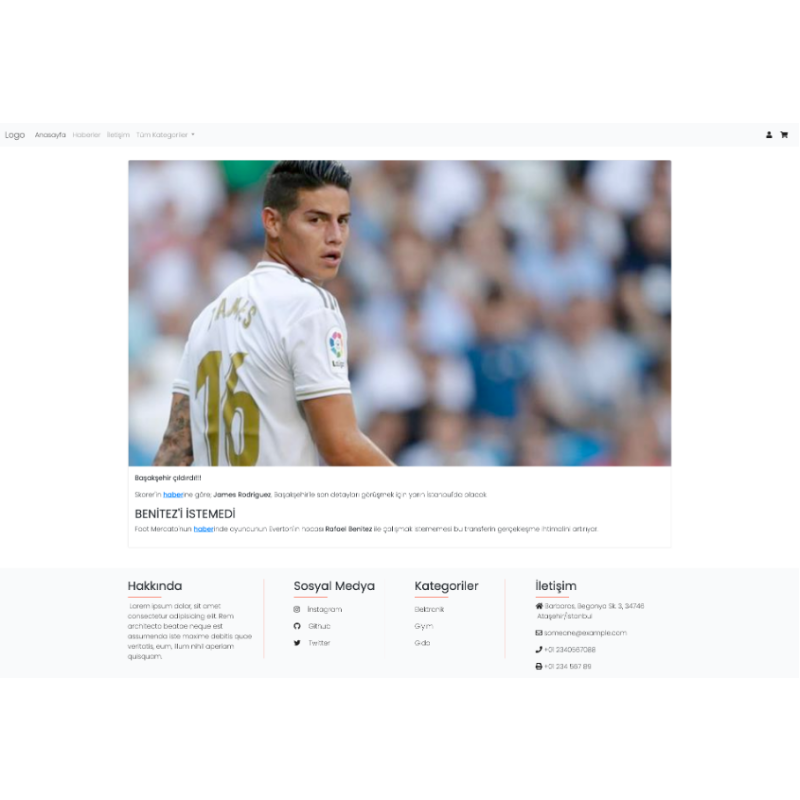 Logo Anasayfa Haberler İletişim Tüm Kategoriler
JAMES
16
LaLiga
Başakşehir çıldırdı!!!
Skorer'in haberine göre; James Rodriguez, Başakşehir'le son detayları görüşmek için yarın İstanbul'da olacak.
BENİTEZ'İ İSTEMEDİ
Foot Mercato'nun haberinde oyuncunun Everton'ın hocası Rafael Benitez ile çalışmak istememesi bu transferin gerçekleşme ihtimalini artırıyor.
Hakkında
Lorem ipsum dolor, sit amet
consectetur adipisicing elit. Rem
architecto beatae neque est
assumenda iste maxime debitis quae
veritatis, eum, illum nihil aperiam
quisquam.
Sosyal Medya
Instagram
Github
Twitter
Kategoriler
Elektronik
Giyim
Gıda
İletişim
Barbaros, Begonya Sk. 3, 34746
Ataşehir/İstanbul
someone@example.com
+01 2340567088
+01 234 567 89